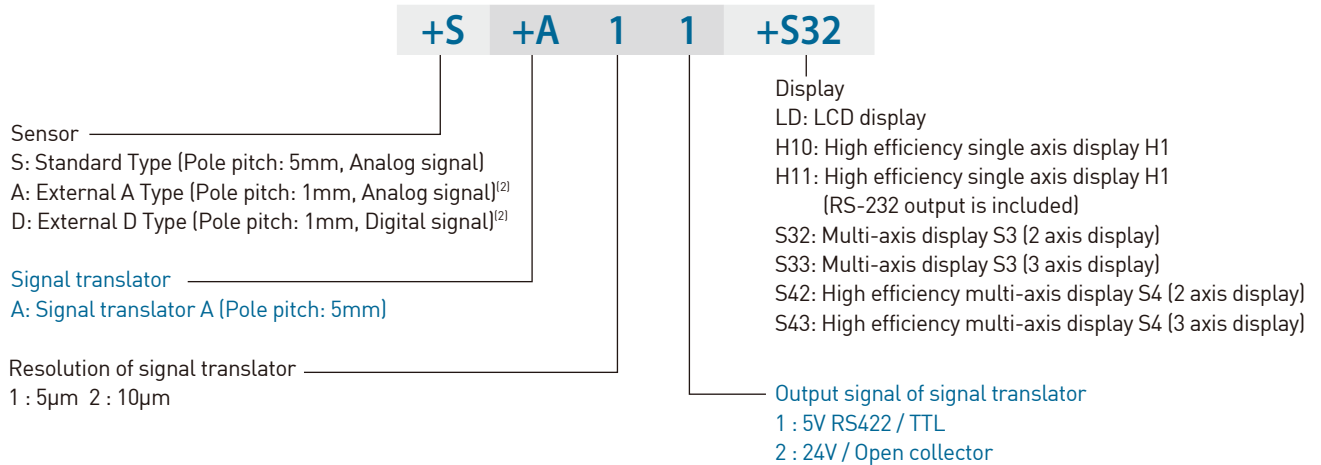 +S +A 1 1 +S32
Sensor
S: Standard Type (Pole pitch: 5mm, Analog signal)
A: External A Type (Pole pitch: 1mm, Analog signal)(2)
D: External D Type (Pole pitch: 1mm, Digital signal)(2)
Signal translator
A: Signal translator A (Pole pitch: 5mm)
Resolution of signal translator
1 : 5µm 2 : 10µm
Display
LD: LCD display
H10: High efficiency single axis display H1
H11: High efficiency single axis display H1
(RS-232 output is included)
S32: Multi-axis display S3 (2 axis display)
S33: Multi-axis display S3 (3 axis display)
S42: High efficiency multi-axis display S4 (2 axis display)
S43: High efficiency multi-axis display S4 (3 axis display)
Output signal of signal translator
1 : 5V RS422 / TTL
2 : 24V / Open collector